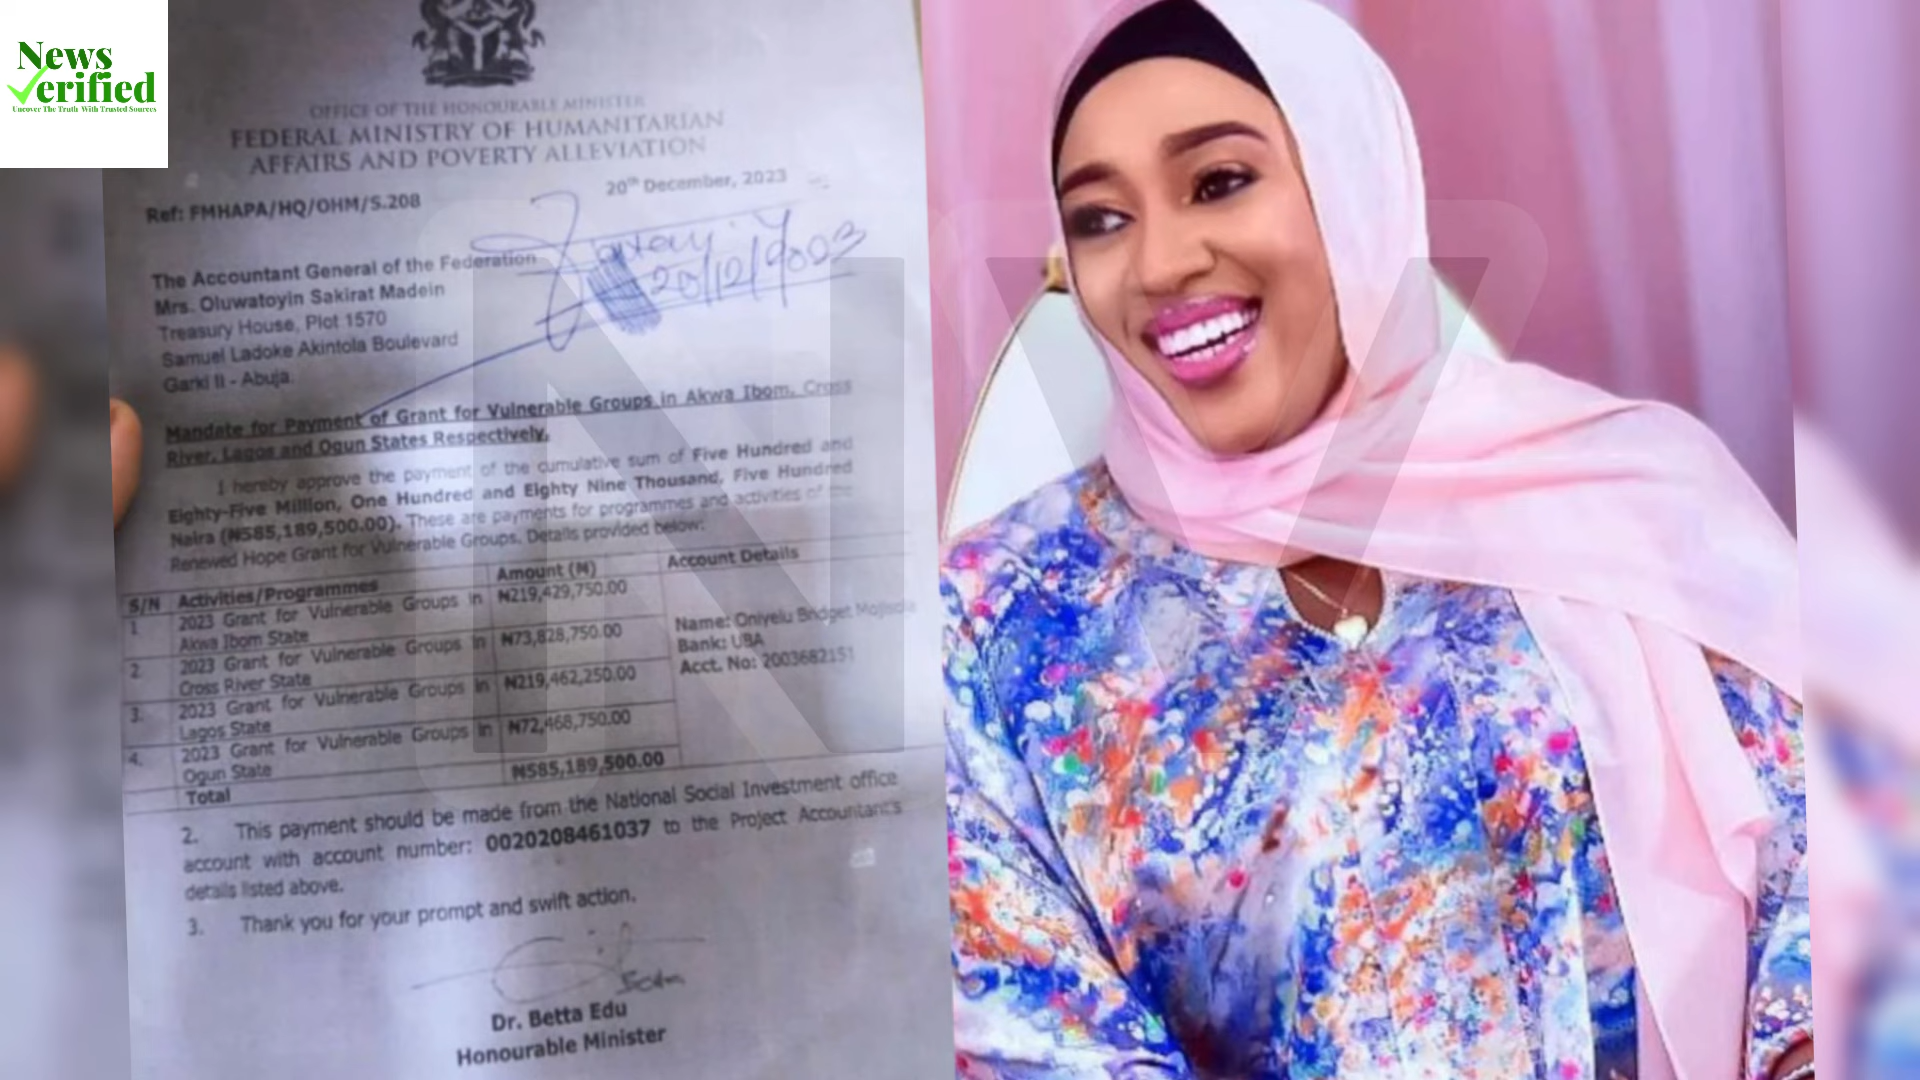 News
Verified
Uncover The Truth With Trusted Sources
OFFICE OF THE HONOURABLE MINISTER
FEDERAL MINISTRY OF HUMANITARIAN
AFFAIRS AND POVERTY ALLEVIATION
20th December, 2023
Ref: FMHAPA/HQ/OHM/S.208
20/12/2023
The Accountant General of the Federation
Mrs. Oluwatoyin Sakirat Madein
Treasury House, Plot 1570
Samuel Ladoke Akintola Boulevard
Garki II - Abuja.
Mandate for Payment of Grant for Vulnerable Groups in Akwa Ibom, Cross
River, Lagos and Ogun States Respectively.
I hereby approve the payment of the cumulative sum of Five Hundred and
Eighty-Five Million, One Hundred and Eighty Nine Thousand, Five Hundred
Naira (₦585,189,500.00). These are payments for programmes and activities of the
Renewed Hope Grant for Vulnerable Groups. Details provided below:
S/N Activities/Programmes Amount (₦) Account Details
1 2023 Grant for Vulnerable Groups in ₦219,429,750.00
Akwa Ibom State
2. 2023 Grant for Vulnerable Groups in ₦73,828,750.00
Cross River State
3. 2023 Grant for Vulnerable Groups in ₦219,462,250.00
Lagos State
4. 2023 Grant for Vulnerable Groups in ₦72,468,750.00
Ogun State
Total ₦585,189,500.00
Name: Oniyelu Bridget Mojisola
Bank: UBA
Acct. No: 2003682151
2. This payment should be made from the National Social Investment office
account with account number: 0020208461037 to the Project Accountant's
details listed above.
3. Thank you for your prompt and swift action.
Dr. Betta Edu
Honourable Minister
NV